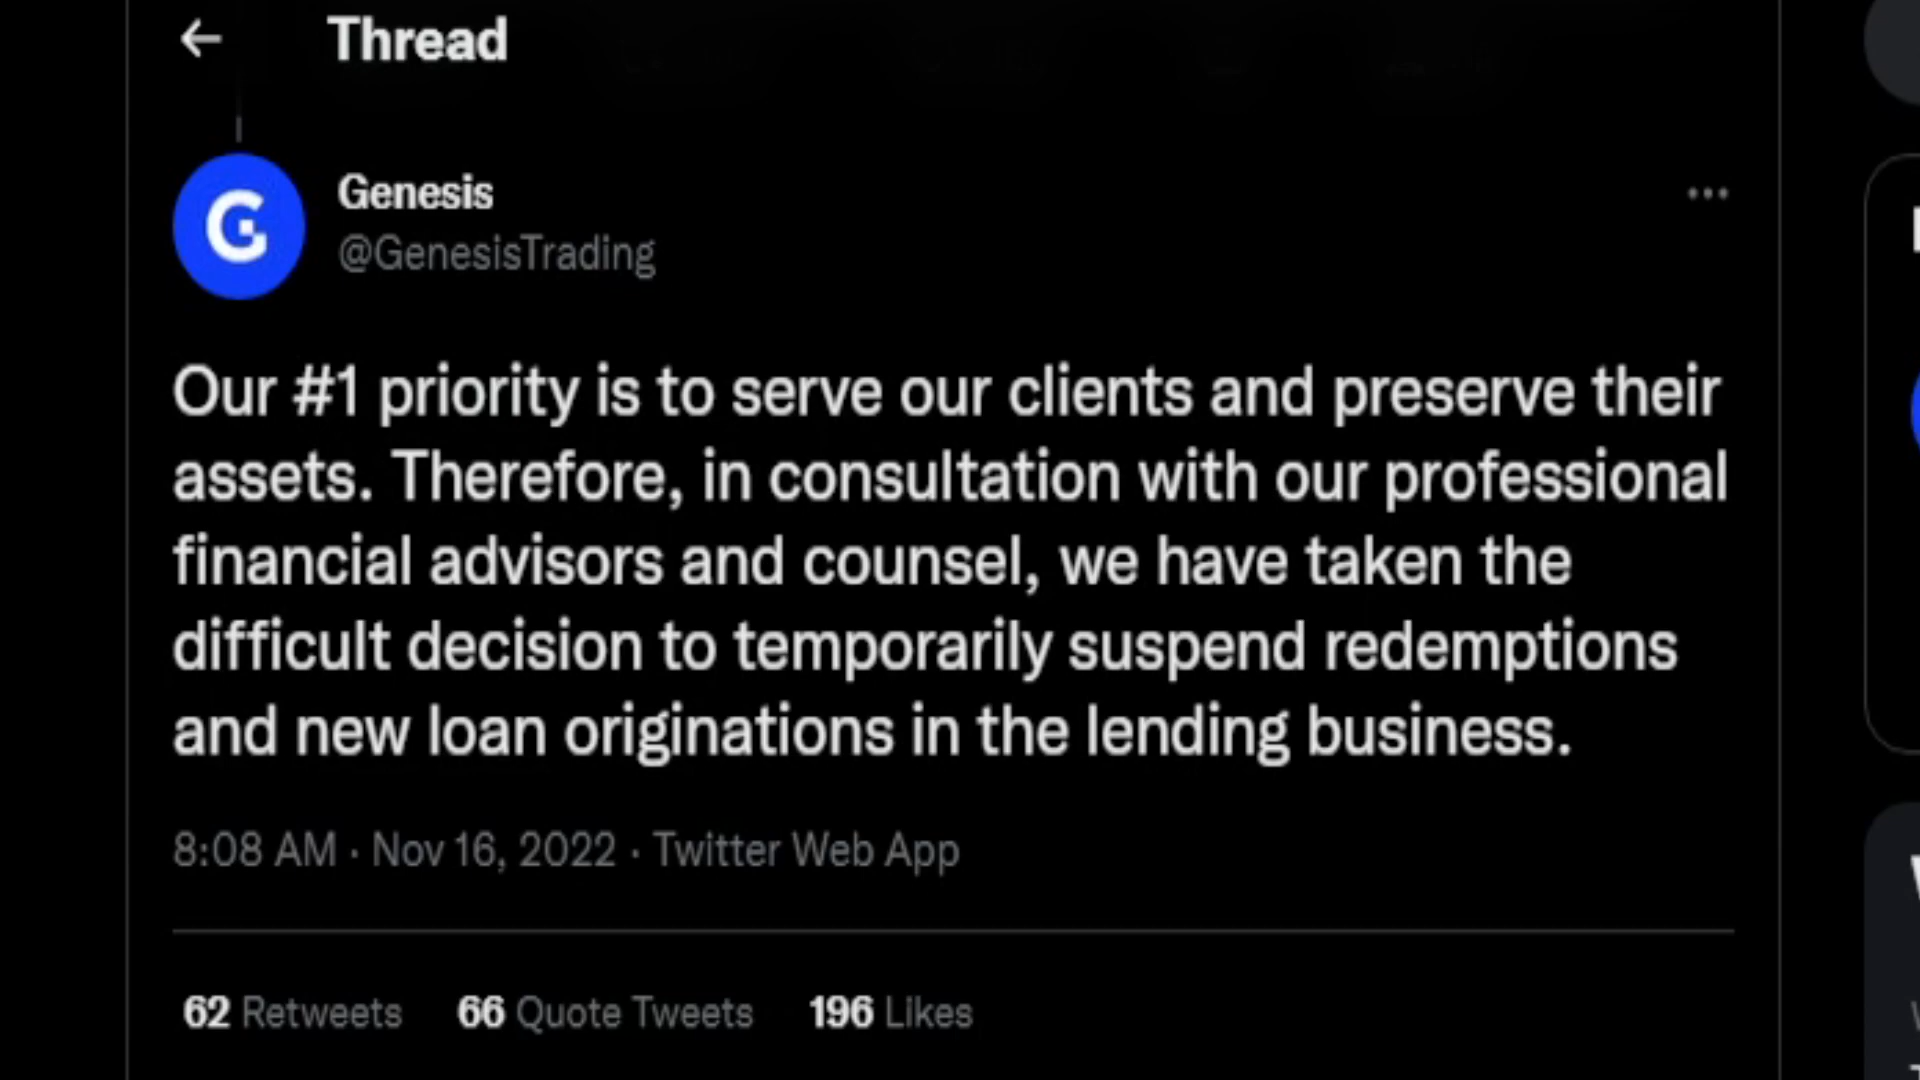 Thread
Genesis
@GenesisTrading
Our #1 priority is to serve our clients and preserve their
assets. Therefore, in consultation with our professional
financial advisors and counsel, we have taken the
difficult decision to temporarily suspend redemptions
and new loan originations in the lending business.
8:08 AM · Nov 16, 2022 · Twitter Web App
62 Retweets 66 Quote Tweets 196 Likes